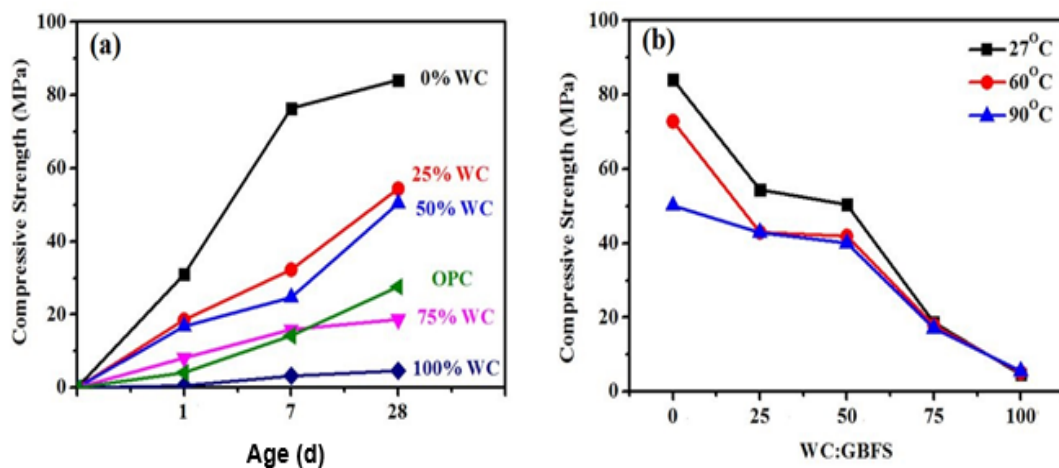 (a)
Compressive Strength (MPa)
100
80
60
40
20
0
0% WC
25% WC
50% WC
OPC
75% WC
100% WC
1 7 28
Age (d)
(b)
Compressive Strength (MPa)
100
80
60
40
20
0
27°C
60°C
90°C
0 25 50 75 100
WC:GBFS